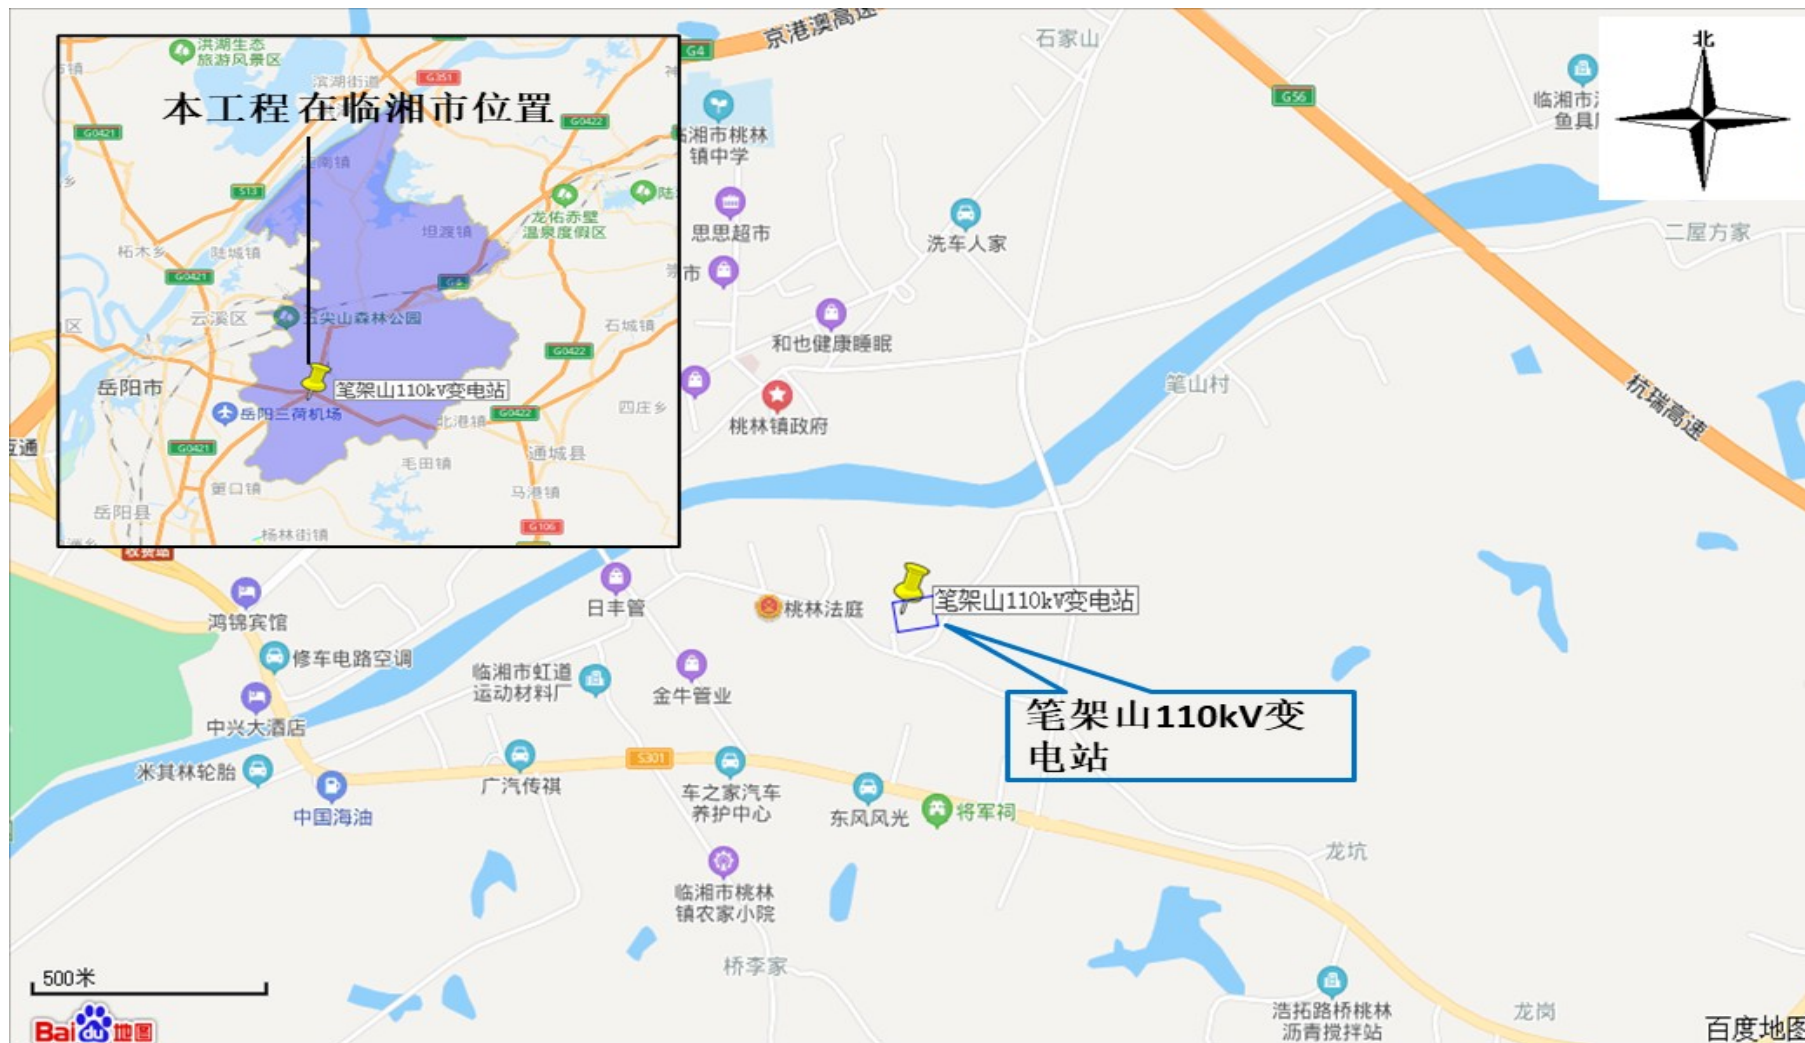 洪湖生态
旅游风景区
滨湖街道
G351
本工程在临湘市位置
G0421
G0422
S13
龙佑赤壁
温泉度假区
坦渡镇
柘木乡
陆城镇
G0421
云溪区
五尖山森林公园
石城镇
G0422
岳阳市
笔架山110kV变电站
岳阳三荷机场
北港镇
G0422
四庄乡
G0421
通城县
毛田镇
筻口镇
马港镇
岳阳县
杨林街镇
G106
G4
京港澳高速
石家山
G56
北
临湘市桃林
镇中学
思思超市
洗车人家
二屋方家
和也健康睡眠
笔山村
杭瑞高速
桃林镇政府
互通
收费站
鸿锦宾馆
日丰管
桃林法庭
笔架山110kV变电站
修车电路空调
临湘市虹道
运动材料厂
金牛管业
中兴大酒店
笔架山110kV变
电站
米其林轮胎
S301
广汽传祺
中国海油
车之家汽车
养护中心
东风风光
将军祠
龙坑
临湘市桃林
镇农家小院
桥李家
500米
浩拓路桥桃林
沥青搅拌站
龙岗
Bai du 地图
百度地图